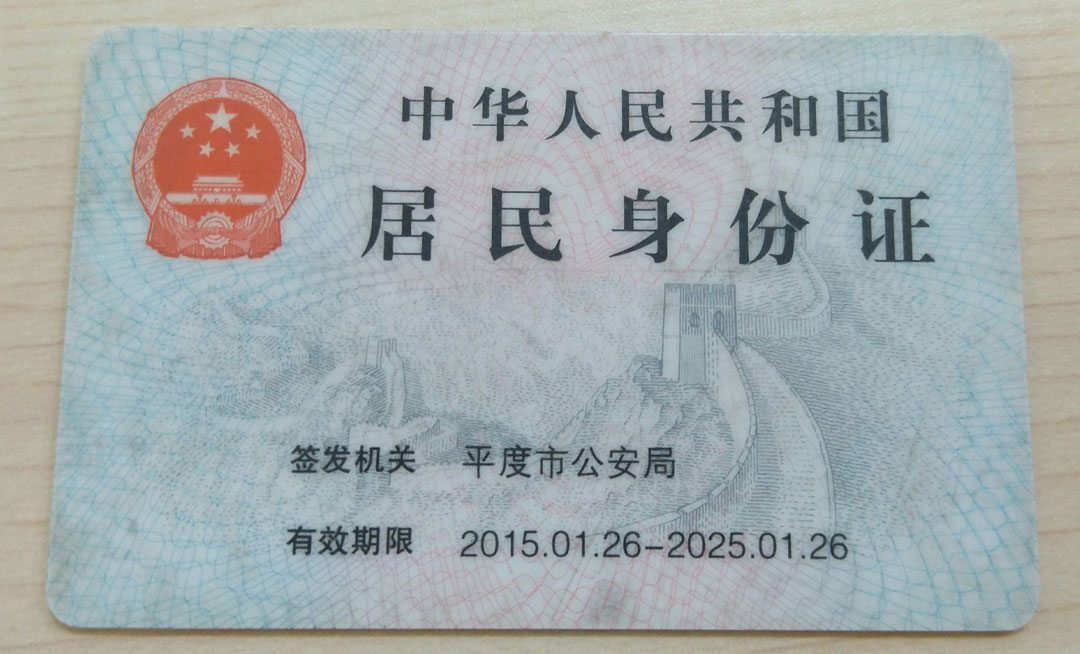 中华人民共和国
居民身份证
签发机关 平度市公安局
有效期限 2015.01.26-2025.01.26